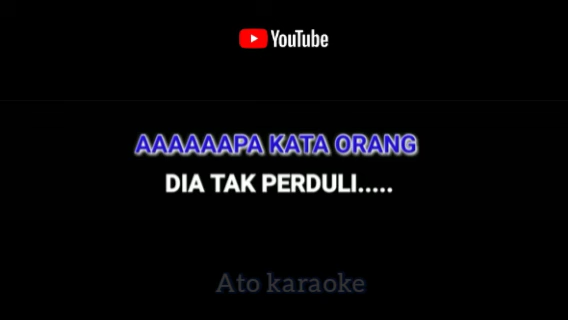 YouTube
AAAAAAPA KATA ORANG
DIA TAK PERDULI.....
Ato karaoke